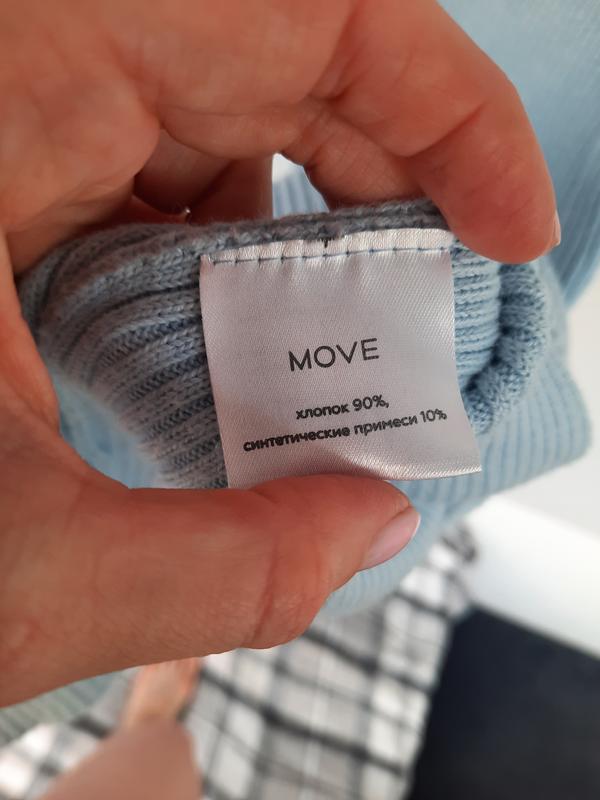 MOVE
хлопок 90%,
синтетические примеси 10%